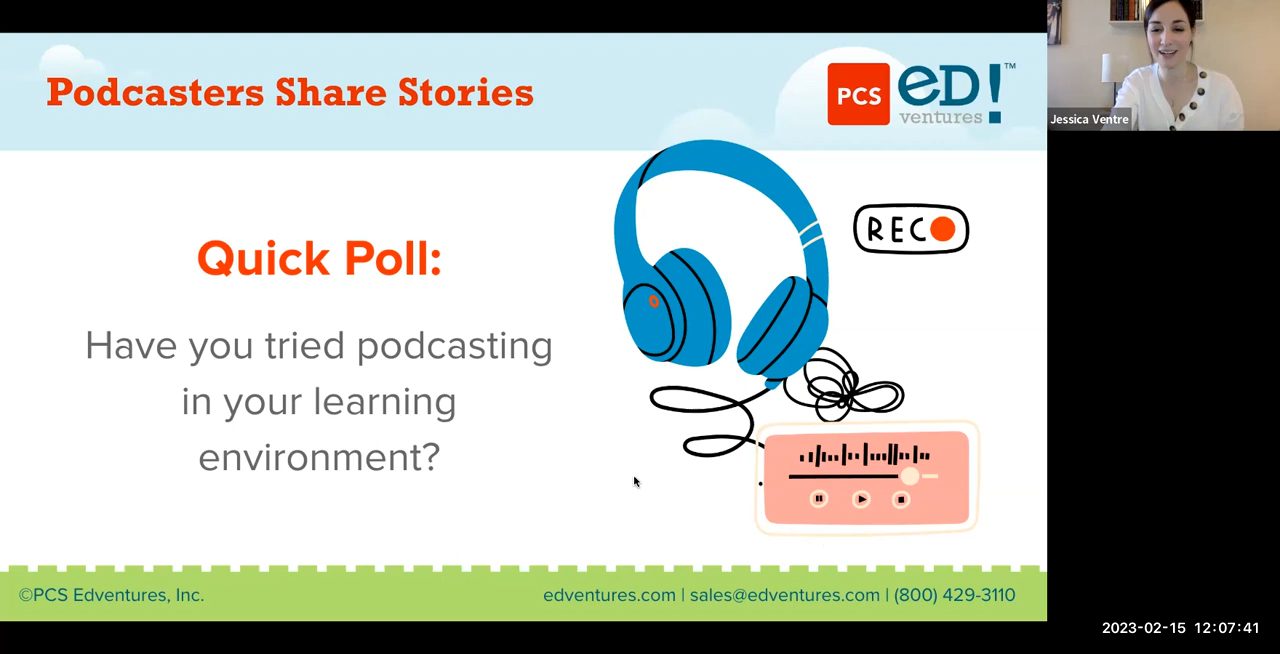 Podcasters Share Stories
PCS
eD!™
ventures
Jessica Ventre
REC
Quick Poll:
Have you tried podcasting
in your learning
environment?
©PCS Edventures, Inc.
edventures.com | sales@edventures.com | (800) 429-3110
2023-02-15 12:07:41